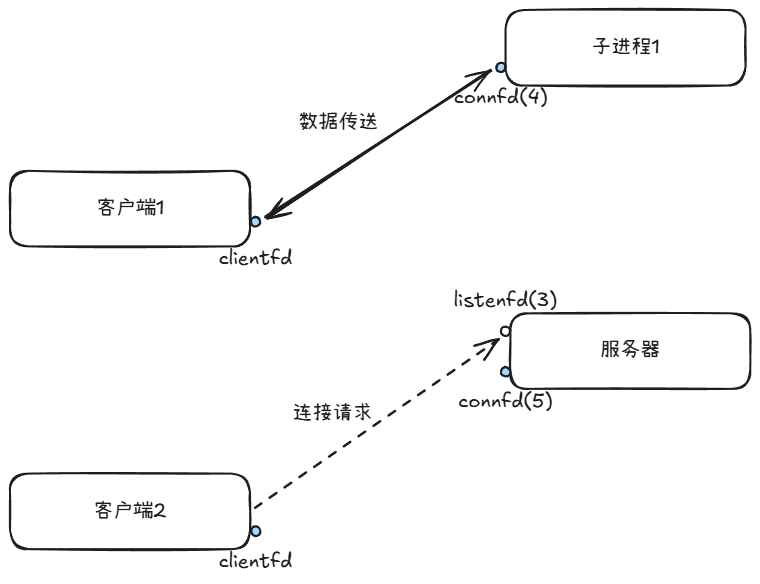 子进程1
connfd(4)
数据传送
客户端1
clientfd
listenfd(3)
服务器
connfd(5)
连接请求
客户端2
clientfd